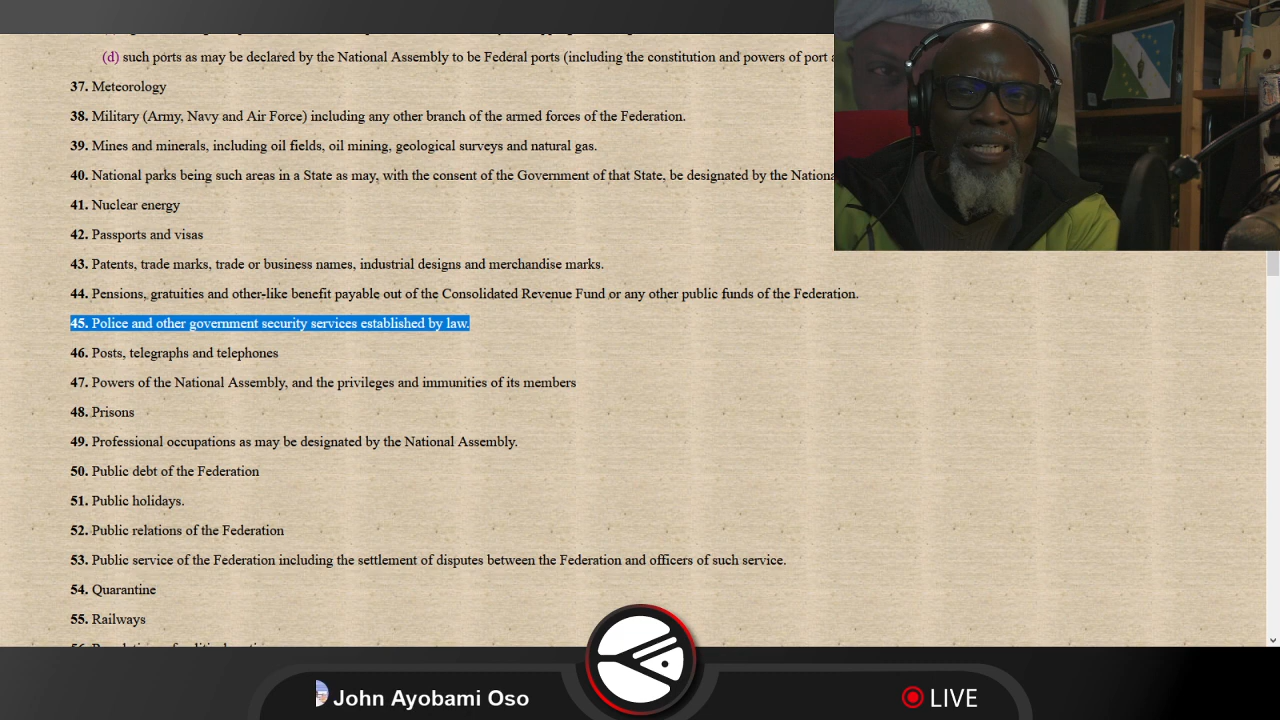 (d) such ports as may be declared by the National Assembly to be Federal ports (including the constitution and powers of port
37. Meteorology
38. Military (Army, Navy and Air Force) including any other branch of the armed forces of the Federation.
39. Mines and minerals, including oil fields, oil mining, geological surveys and natural gas.
40. National parks being such areas in a State as may, with the consent of the Government of that State, be designated by the Nationa
41. Nuclear energy
42. Passports and visas
43. Patents, trade marks, trade or business names, industrial designs and merchandise marks.
44. Pensions, gratuities and other-like benefit payable out of the Consolidated Revenue Fund or any other public funds of the Federation.
45. Police and other government security services established by law.
46. Posts, telegraphs and telephones
47. Powers of the National Assembly, and the privileges and immunities of its members
48. Prisons
49. Professional occupations as may be designated by the National Assembly.
50. Public debt of the Federation
51. Public holidays.
52. Public relations of the Federation
53. Public service of the Federation including the settlement of disputes between the Federation and officers of such service.
54. Quarantine
55. Railways
John Ayobami Oso
LIVE